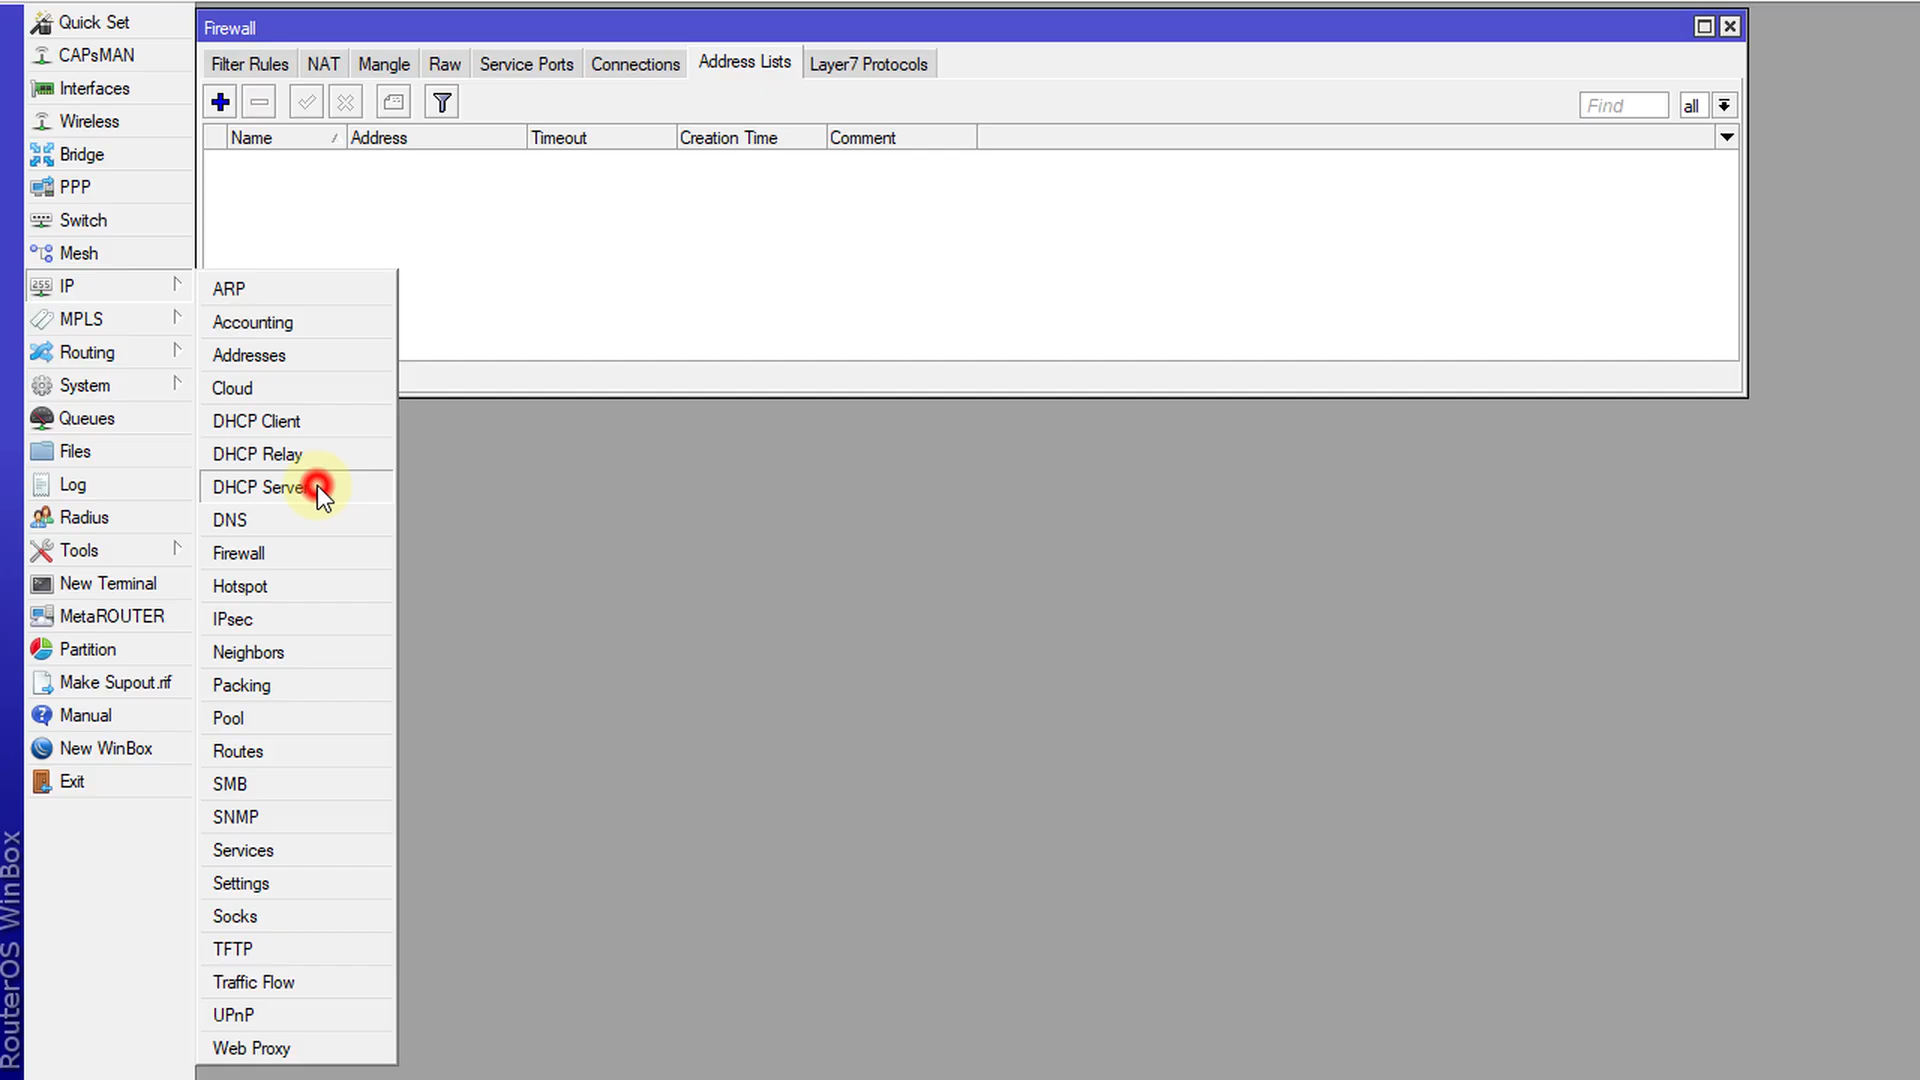 Quick Set
CAPsMAN
Interfaces
Wireless
Bridge
PPP
Switch
Mesh
255 IP
MPLS
Routing
System
Queues
Files
Log
Radius
Tools
New Terminal
MetaROUTER
Partition
Make Supout.rif
Manual
New WinBox
Exit
RouterOS WinBox
Firewall
Filter Rules NAT Mangle Raw Service Ports Connections Address Lists Layer7 Protocols
Find all
Name Address Timeout Creation Time Comment
ARP
Accounting
Addresses
Cloud
DHCP Client
DHCP Relay
DHCP Server
DNS
Firewall
Hotspot
IPsec
Neighbors
Packing
Pool
Routes
SMB
SNMP
Services
Settings
Socks
TFTP
Traffic Flow
UPnP
Web Proxy